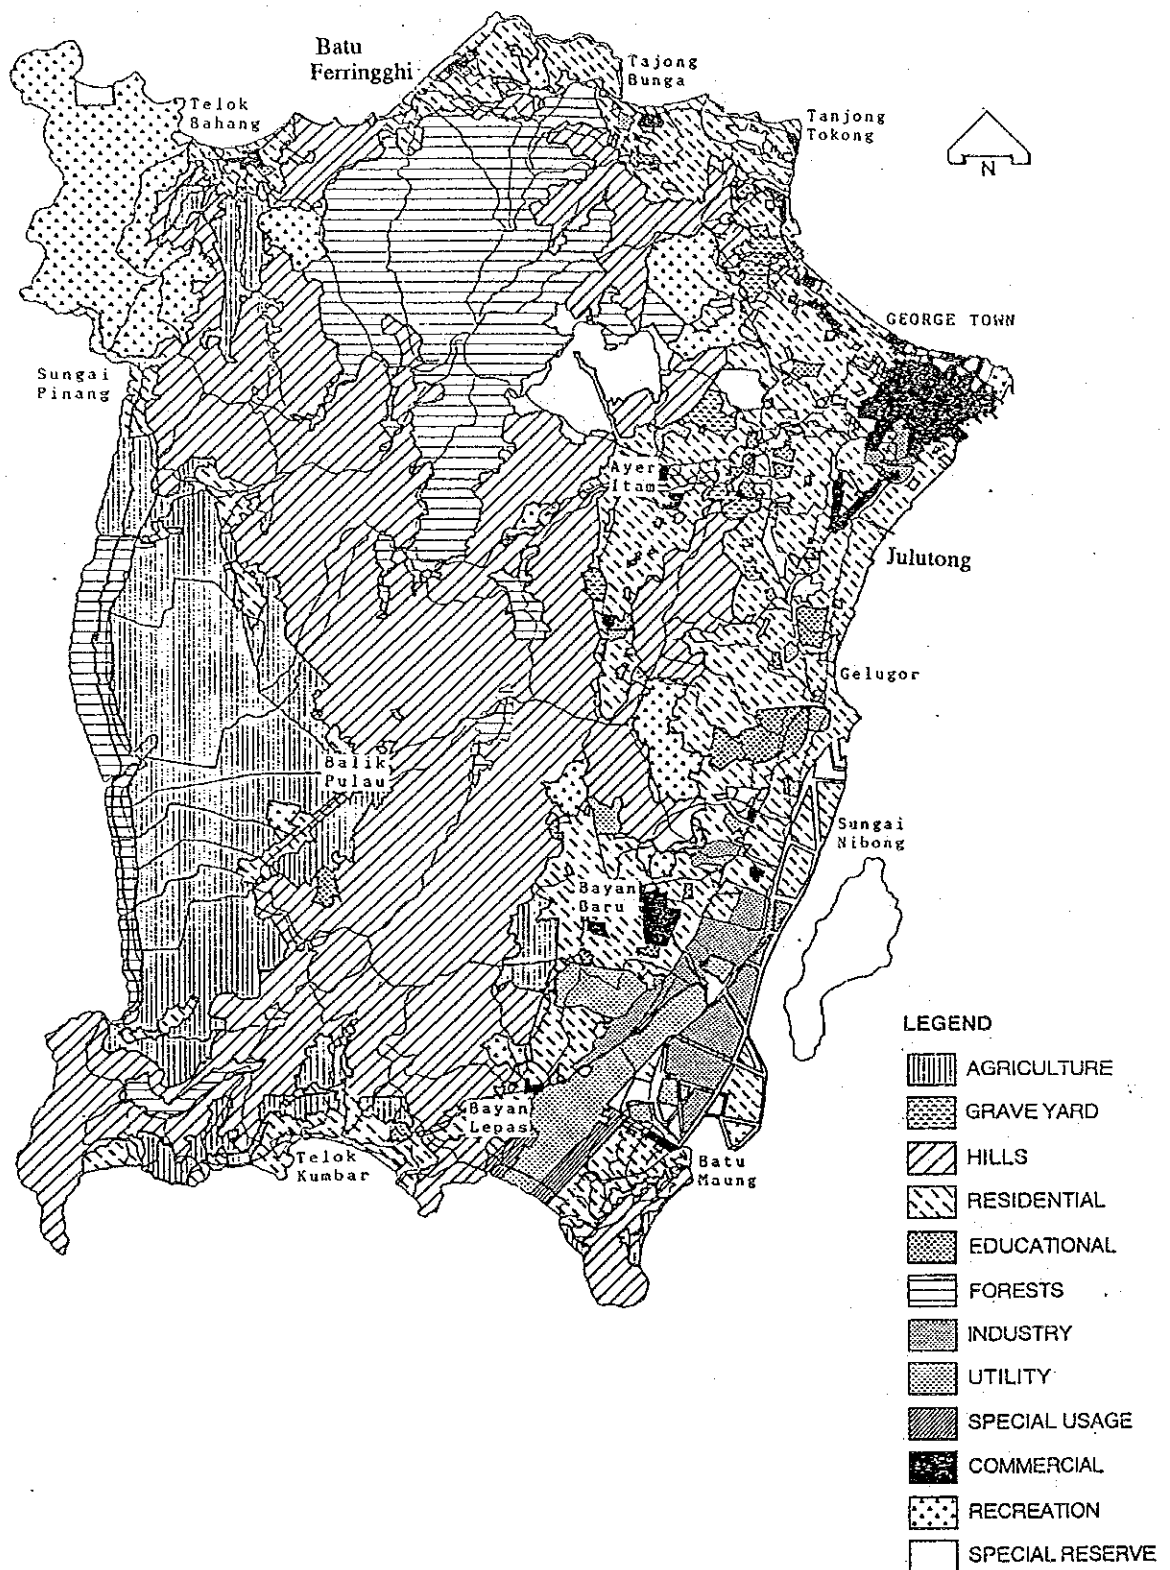 Batu
Ferringghi
Tajong
Bunga
Telok
Bahang
Tanjong
Tokong
N
GEORGE TOWN
Sungai
Pinang
Ayer
Itam
Julutong
Gelugor
Balik
Pulau
Sungai
Nibong
Bayan
Baru
Bayan
Lepas
Telok
Kumbar
Batu
Maung
LEGEND
AGRICULTURE
GRAVE YARD
HILLS
RESIDENTIAL
EDUCATIONAL
FORESTS
INDUSTRY
UTILITY
SPECIAL USAGE
COMMERCIAL
RECREATION
SPECIAL RESERVE